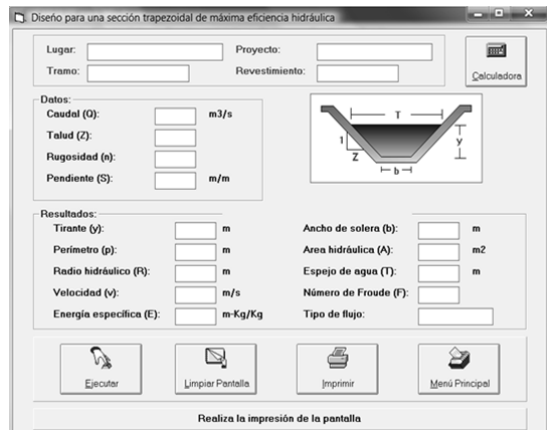 Diseño para una sección trapezoidal de máxima eficiencia hidráulica
Lugar: Proyecto:
Tramo: Revestimiento:
Calculadora
Datos:
Caudal (Q): m3/s
Talud (Z):
Rugosidad (n):
Pendiente (S): m/m
T
1
Z
y
b
Resultados:
Tirante (y): m Ancho de solera (b): m
Perímetro (p): m Area hidráulica (A): m2
Radio hidráulico (R): m Espejo de agua (T): m
Velocidad (v): m/s Número de Froude (F):
Energía específica (E): m-Kg/Kg Tipo de flujo:
Ejecutar Limpiar Pantalla Imprimir Menú Principal
Realiza la impresión de la pantalla